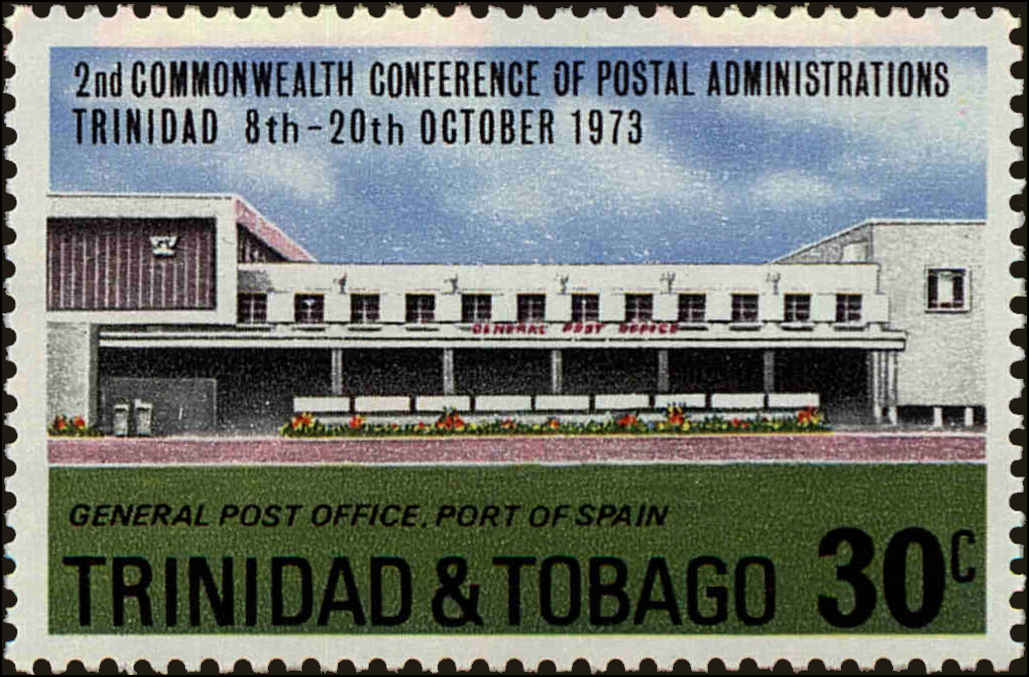 2nd COMMONWEALTH CONFERENCE OF POSTAL ADMINISTRATIONS
TRINIDAD 8th-20th OCTOBER 1973
GENERAL POST OFFICE
GENERAL POST OFFICE, PORT OF SPAIN
TRINIDAD & TOBAGO 30c